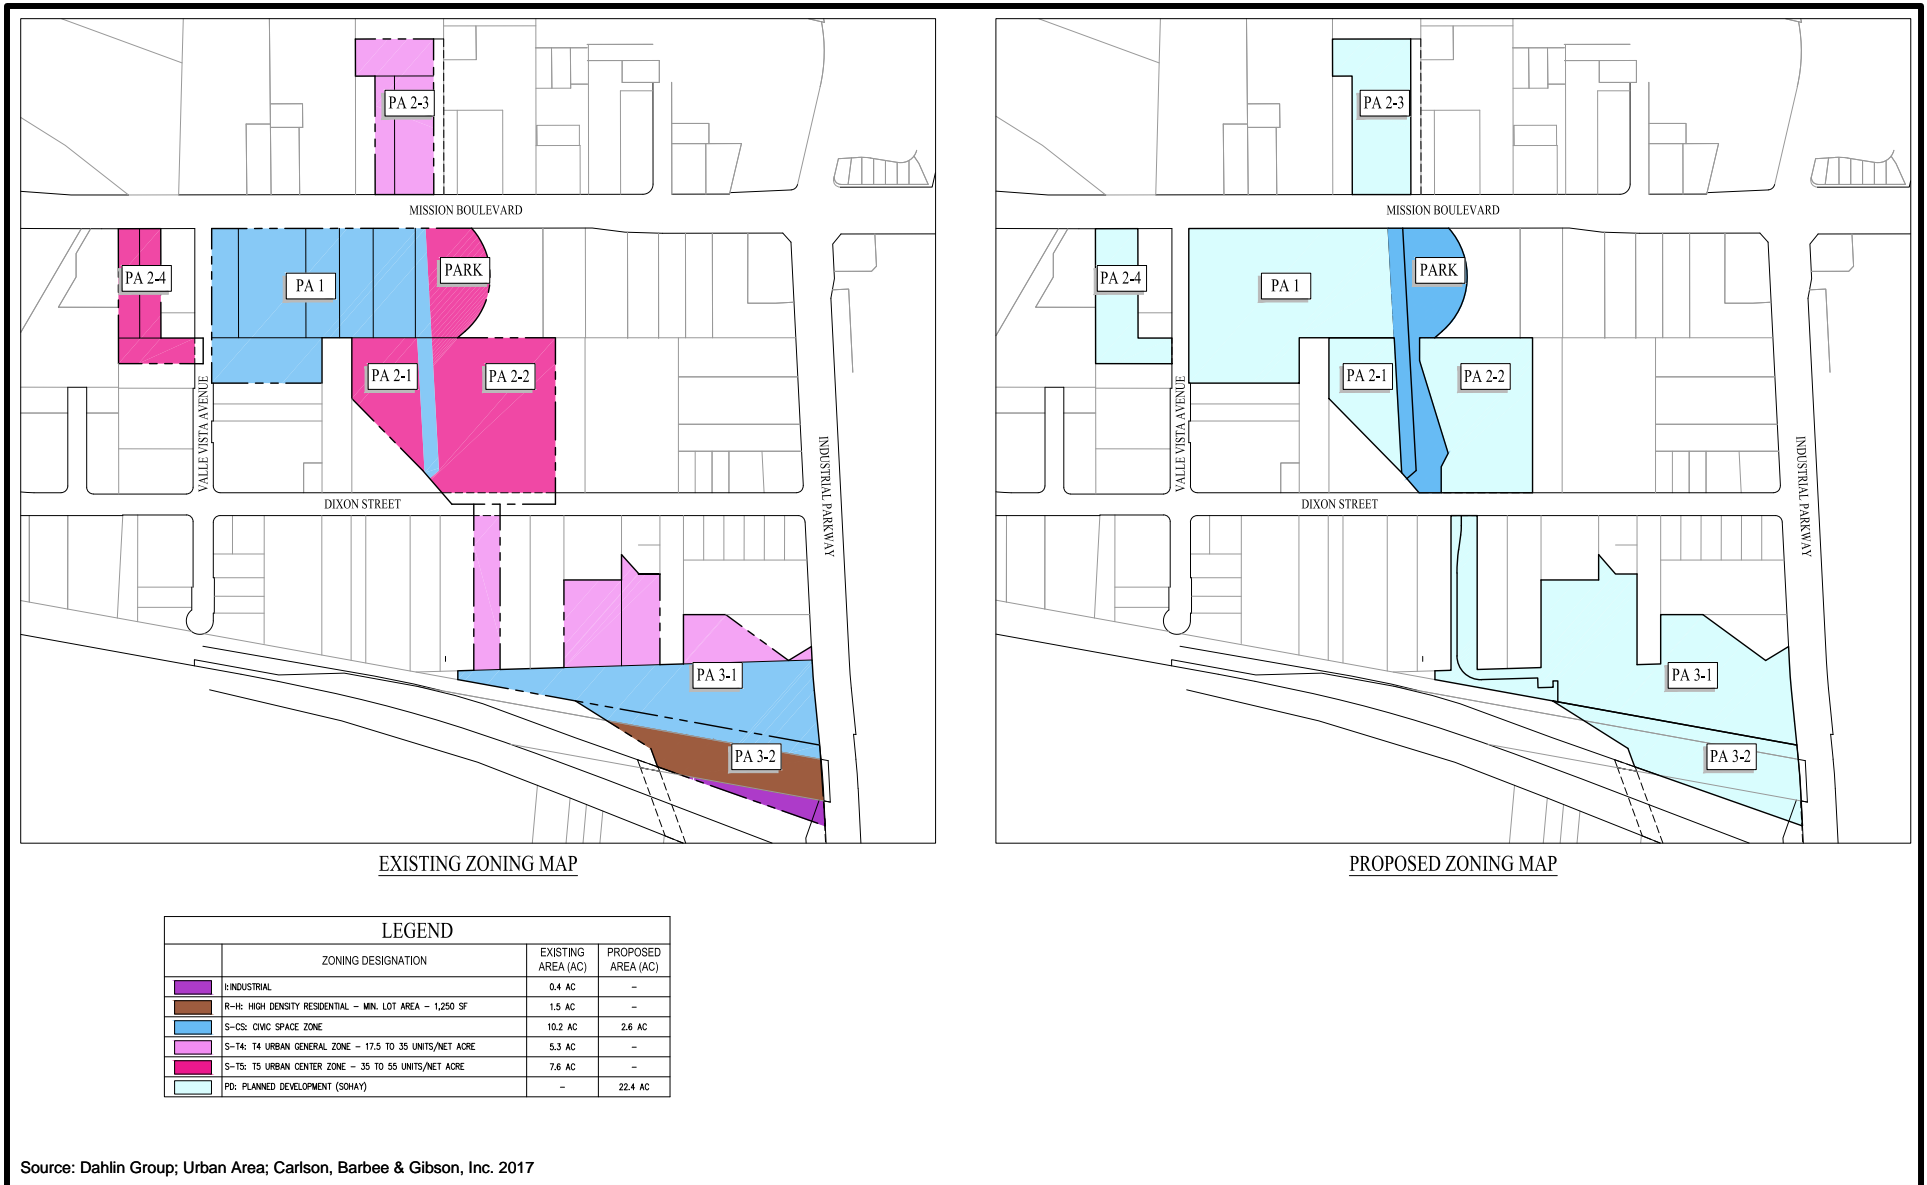 PA 2-3
MISSION BOULEVARD
PA 2-4
PA 1
PARK
PA 2-1
PA 2-2
VALLE VISTA AVENUE
DIXON STREET
INDUSTRIAL PARKWAY
PA 3-1
PA 3-2
EXISTING ZONING MAP
PA 2-3
MISSION BOULEVARD
PA 2-4
PA 1
PARK
PA 2-1
PA 2-2
VALLE VISTA AVENUE
DIXON STREET
INDUSTRIAL PARKWAY
PA 3-1
PA 3-2
PROPOSED ZONING MAP
LEGEND
ZONING DESIGNATION EXISTING AREA (AC) PROPOSED AREA (AC)
I:INDUSTRIAL 0.4 AC –
R-H: HIGH DENSITY RESIDENTIAL – MIN. LOT AREA – 1,250 SF 1.5 AC –
S-CS: CIVIC SPACE ZONE 10.2 AC 2.6 AC
S-T4: T4 URBAN GENERAL ZONE – 17.5 TO 35 UNITS/NET ACRE 5.3 AC –
S-T5: T5 URBAN CENTER ZONE – 35 TO 55 UNITS/NET ACRE 7.6 AC –
PD: PLANNED DEVELOPMENT (SOHAY) – 22.4 AC
Source: Dahlin Group; Urban Area; Carlson, Barbee & Gibson, Inc. 2017